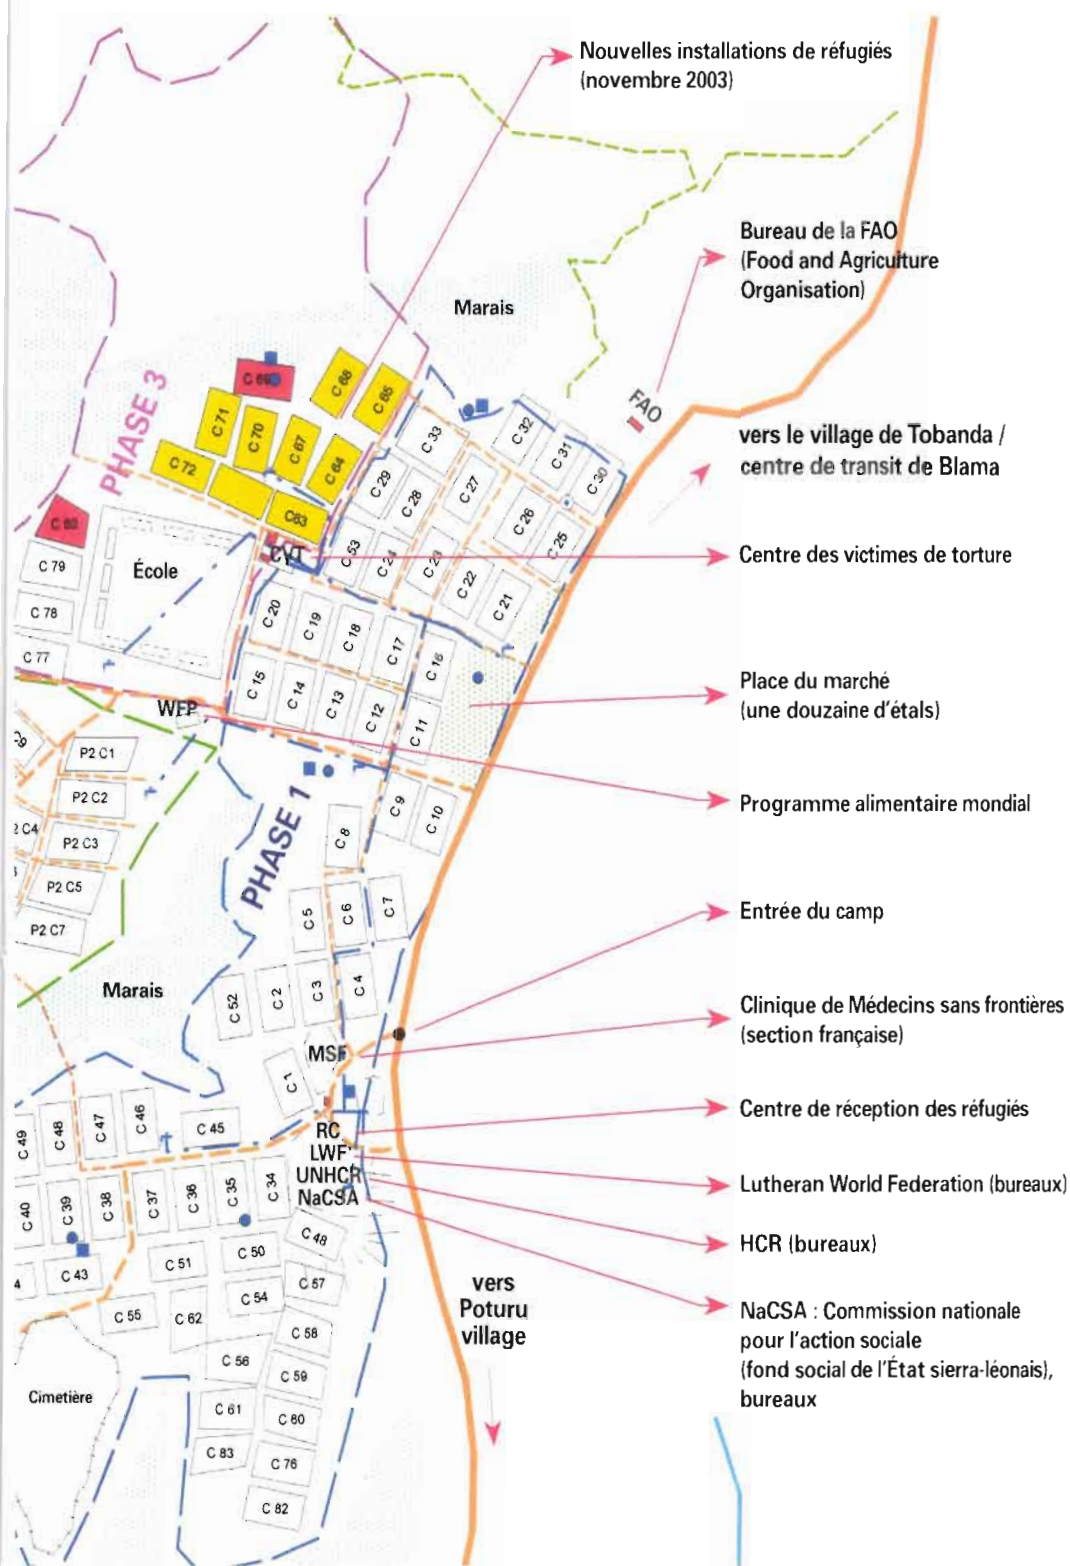 Nouvelles installations de réfugiés
(novembre 2003)
Bureau de la FAO
(Food and Agriculture
Organisation)
Marais
PHASE 3
C 69
C 68
C 65
C 71
C 70
C 67
C 64
C 72
C63
C 33
C 32
C 31
C 30
FAO
vers le village de Tobanda /
centre de transit de Blama
C 29
C 28
C 27
C 26
C 25
C 80
C 79
C 78
C 77
École
CVT
C 53
C 24
C 23
C 22
C 21
Centre des victimes de torture
C 20
C 19
C 18
C 17
C 16
C 15
C 14
C 13
C 12
C 11
Place du marché
(une douzaine d'étals)
WFP
P2 C1
P2 C2
P2 C3
P2 C5
P2 C7
PHASE 1
C 8
C 9
C 10
Programme alimentaire mondial
C 5
C 6
C 7
Entrée du camp
Marais
C 52
C 2
C 3
C 4
Clinique de Médecins sans frontières
(section française)
MSF
C 1
C 49
C 48
C 47
C 46
C 45
Centre de réception des réfugiés
RC
LWF
UNHCR
NaCSA
Lutheran World Federation (bureaux)
HCR (bureaux)
C 40
C 39
C 38
C 37
C 36
C 35
C 34
C 43
C 51
C 50
C 48
C 57
C 55
C 62
C 54
C 58
C 56
C 59
C 61
C 60
C 83
C 76
C 82
Cimetière
vers
Poturu
village
NaCSA : Commission nationale
pour l'action sociale
(fond social de l'État sierra-léonais),
bureaux